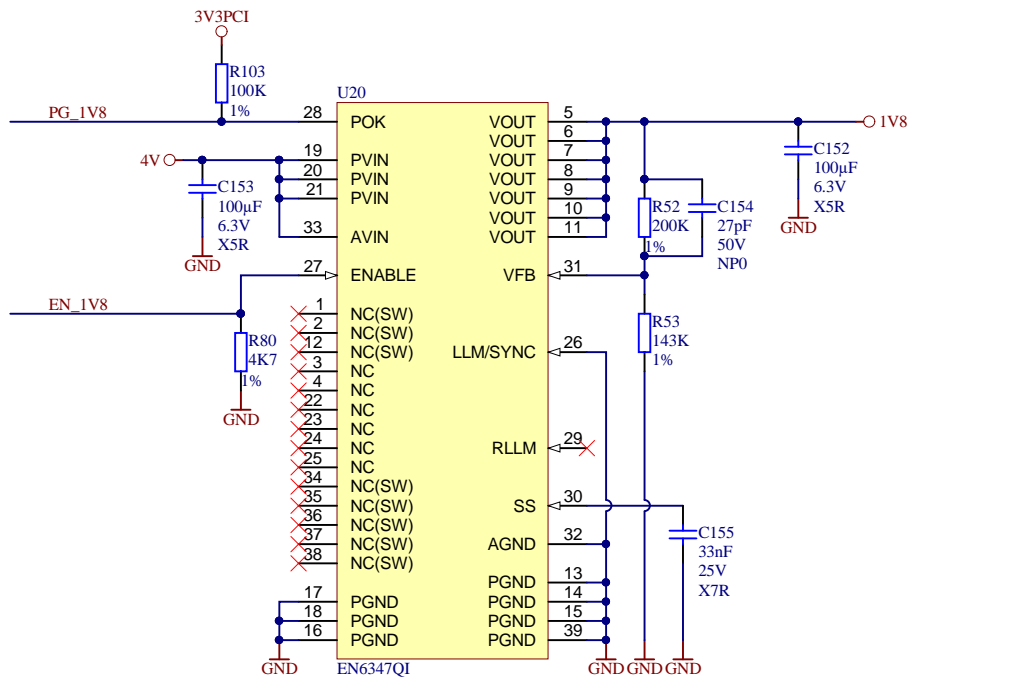 3V3PCI
R103
100K
1%
PG_1V8
U20
28 POK
4V
19 PVIN
20 PVIN
21 PVIN
33 AVIN
C153
100µF
6.3V
X5R
GND
27 ENABLE
EN_1V8
R80
4K7
1%
GND
1 NC(SW)
2 NC(SW)
12 NC(SW)
3 NC
4 NC
22 NC
23 NC
24 NC
25 NC
34 NC(SW)
35 NC(SW)
36 NC(SW)
37 NC(SW)
38 NC(SW)
17 PGND
18 PGND
16 PGND
GND
EN6347QI
VOUT 5
VOUT 6
VOUT 7
VOUT 8
VOUT 9
VOUT 10
VOUT 11
1V8
C152
100µF
6.3V
X5R
GND
R52
200K
1%
C154
27pF
50V
NP0
VFB 31
R53
143K
1%
LLM/SYNC 26
RLLM 29
SS 30
C155
33nF
25V
X7R
AGND 32
PGND 13
PGND 14
PGND 15
PGND 39
GND GND GND